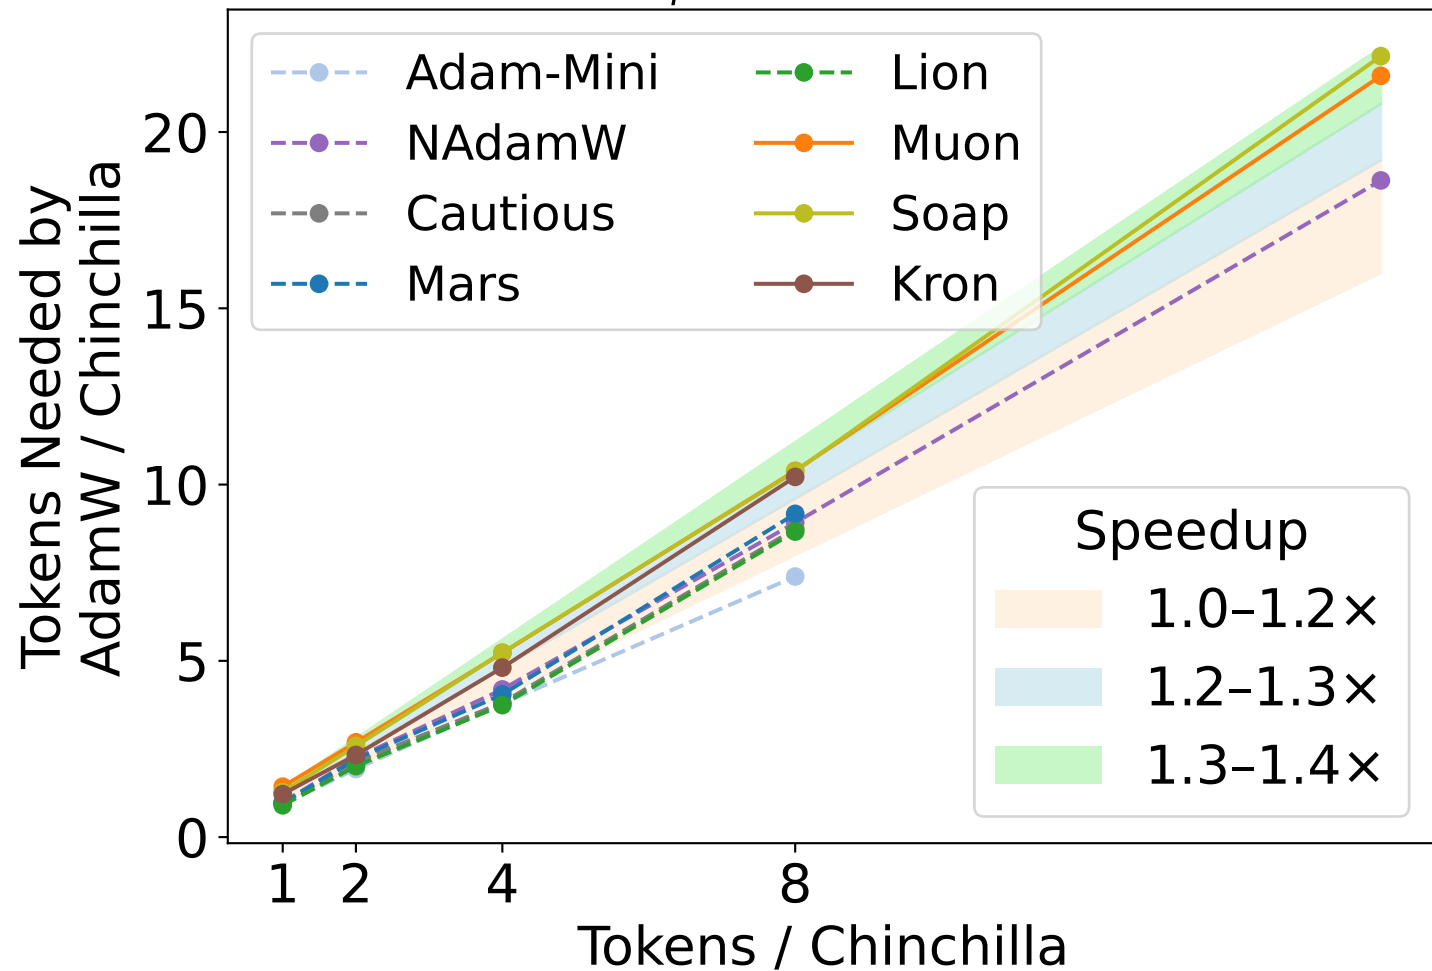 Adam-Mini
NAdamW
Cautious
Mars
Lion
Muon
Soap
Kron
Tokens Needed by
AdamW / Chinchilla
20
15
10
5
0
Speedup
1.0–1.2×
1.2–1.3×
1.3–1.4×
1 2 4 8
Tokens / Chinchilla